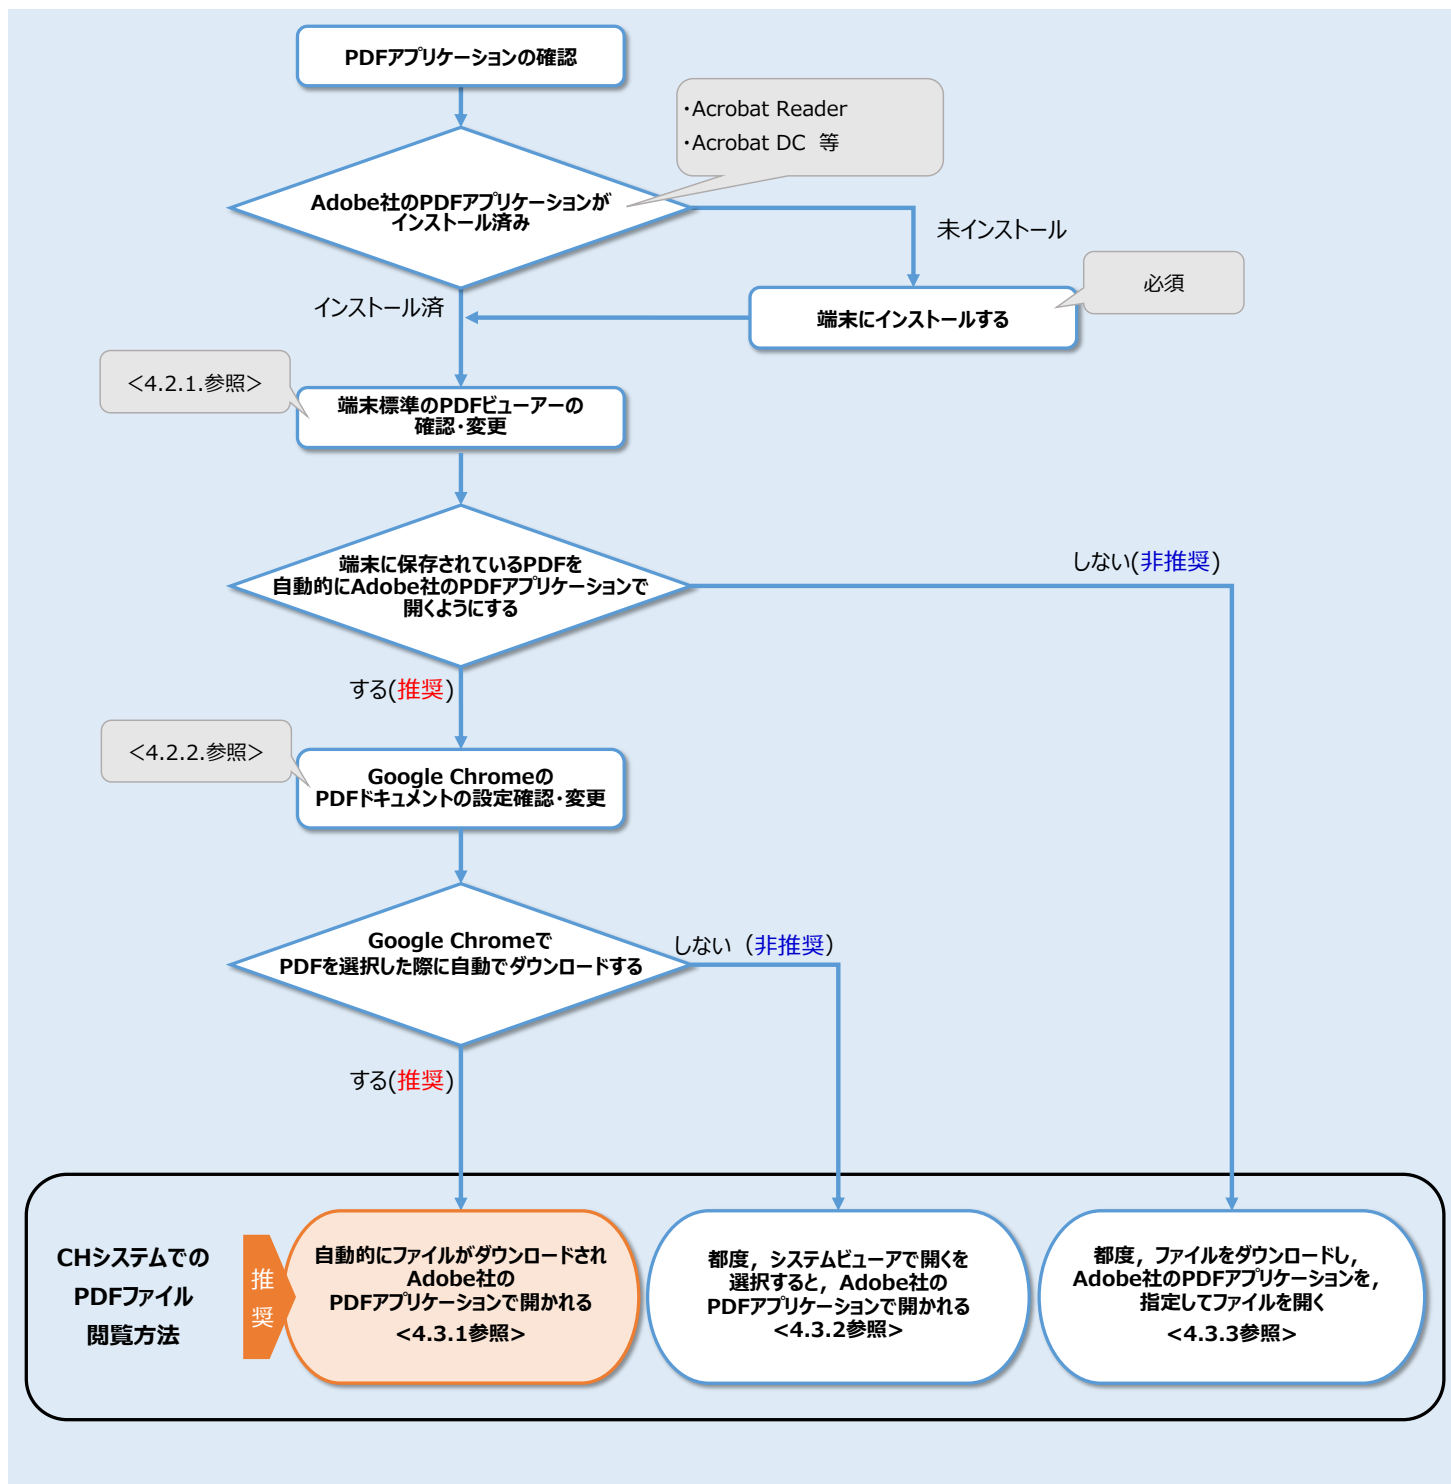 PDFアプリケーションの確認
・Acrobat Reader
・Acrobat DC 等
Adobe社のPDFアプリケーションが
インストール済み
未インストール
必須
インストール済
端末にインストールする
<4.2.1.参照>
端末標準のPDFビューアーの
確認・変更
端末に保存されているPDFを
自動的にAdobe社のPDFアプリケーションで
開くようにする
しない(非推奨)
する(推奨)
<4.2.2.参照>
Google Chromeの
PDFドキュメントの設定確認・変更
Google Chromeで
PDFを選択した際に自動でダウンロードする
しない（非推奨）
する(推奨)
CHシステムでの
PDFファイル
閲覧方法
推
奨
自動的にファイルがダウンロードされ
Adobe社の
PDFアプリケーションで開かれる
<4.3.1参照>
都度，システムビューアで開くを
選択すると，Adobe社の
PDFアプリケーションで開かれる
<4.3.2参照>
都度，ファイルをダウンロードし，
Adobe社のPDFアプリケーションを，
指定してファイルを開く
<4.3.3参照>